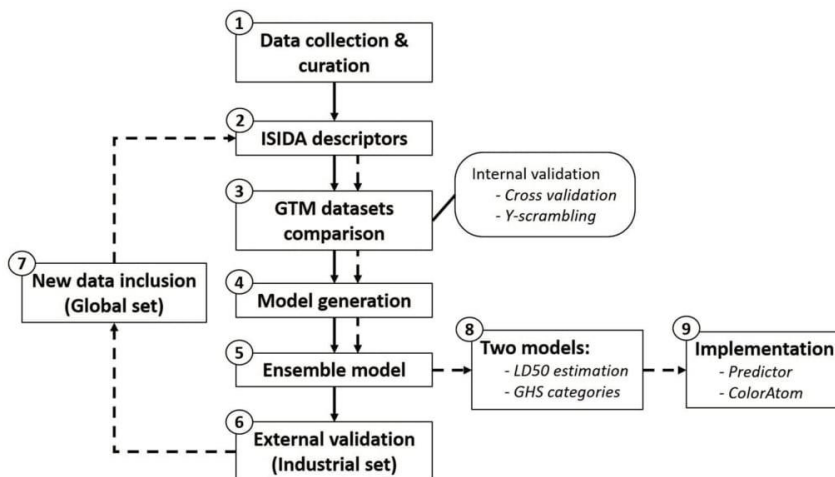 1
Data collection &
curation
2
ISIDA descriptors
3
GTM datasets
comparison
Internal validation
- Cross validation
- Y-scrambling
7
New data inclusion
(Global set)
4
Model generation
5
Ensemble model
8
Two models:
- LD50 estimation
- GHS categories
9
Implementation
- Predictor
- ColorAtom
6
External validation
(Industrial set)